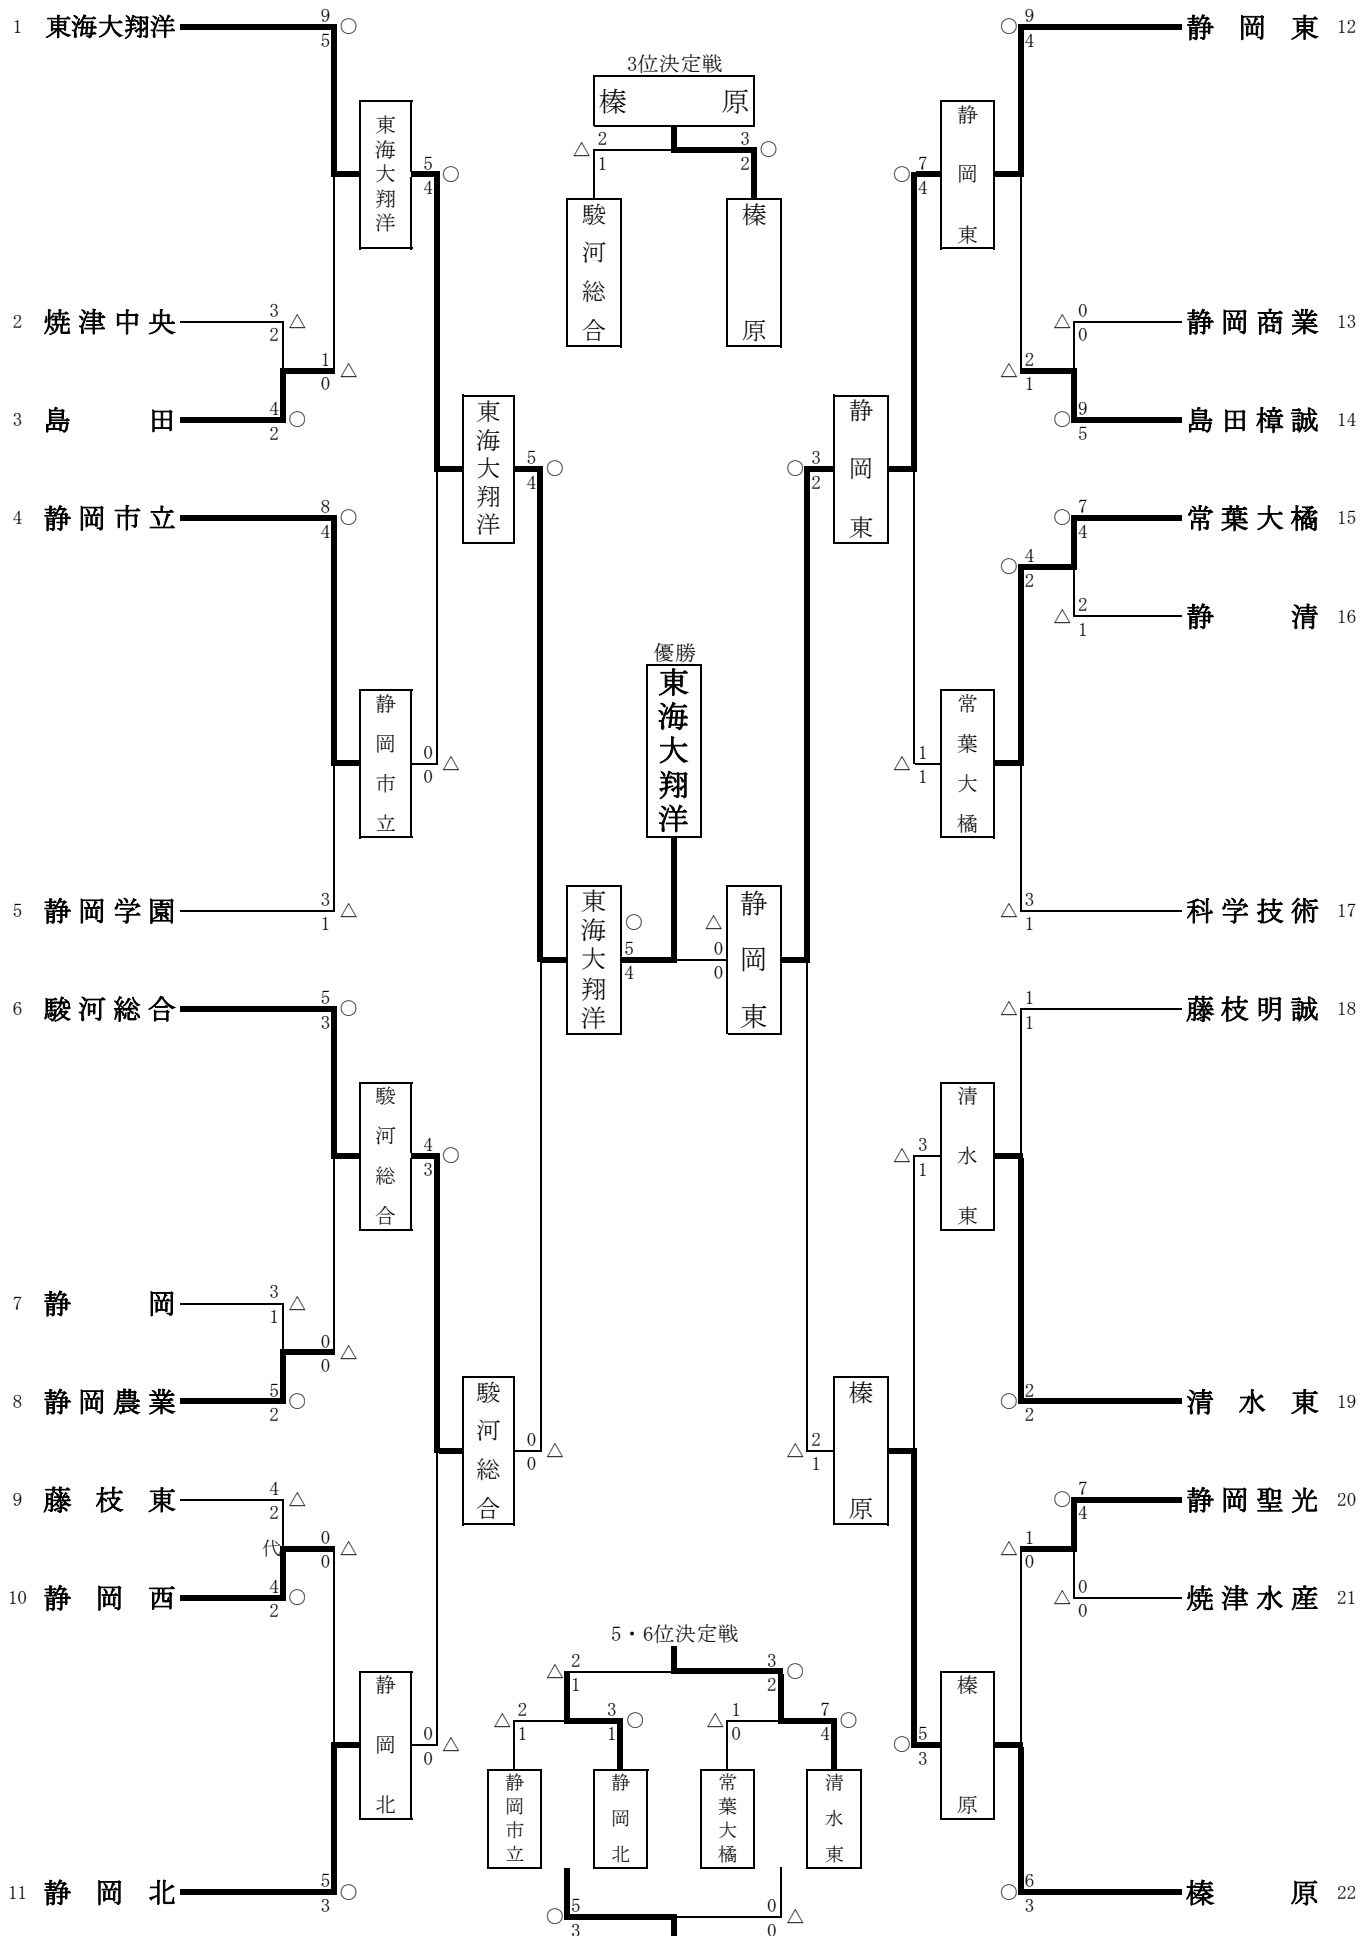 1 東海大翔洋 9 5 ○
○ 9 4 静岡東 12
3位決定戦
榛原
△ 2 1 3 2 ○
駿河総合 榛原
東海大翔洋 5 4 ○
○ 7 4 静岡東
2 焼津中央 3 2 △
1 0 △
3 島田 4 2 ○
△ 0 0 静岡商業 13
△ 2 1
○ 9 5 島田樟誠 14
東海大翔洋 5 4 ○
○ 3 2 静岡東
4 静岡市立 8 4 ○
○ 7 4 常葉大橘 15
○ 4 2
△ 2 1 静清 16
優勝
東海大翔洋
静岡市立 0 0 △
△ 1 1 常葉大橘
5 静岡学園 3 1 △
△ 3 1 科学技術 17
東海大翔洋 ○ 5 4
△ 0 0 静岡東
6 駿河総合 5 3 ○
△ 1 1 藤枝明誠 18
駿河総合 4 3 ○
△ 3 1 清水東
7 静岡 3 1 △
0 0 △
8 静岡農業 5 2 ○
○ 2 2 清水東 19
駿河総合 0 0 △
△ 2 1 榛原
9 藤枝東 4 2 △
代 0 0 △
10 静岡西 4 2 ○
○ 7 4 静岡聖光 20
△ 1 0
△ 0 0 焼津水産 21
静岡北 0 0 △
○ 5 3 榛原
5・6位決定戦
△ 2 1 3 2 ○
△ 2 1 3 1 ○ △ 1 0 7 4 ○
静岡市立 静岡北 常葉大橘 清水東
○ 5 3 0 0 △
11 静岡北 5 3 ○
○ 6 3 榛原 22